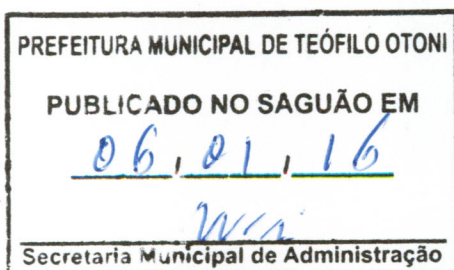 PREFEITURA MUNICIPAL DE TEÓFILO OTONI
PUBLICADO NO SAGUÃO EM
06, 01, 16
Secretaria Municipal de Administração